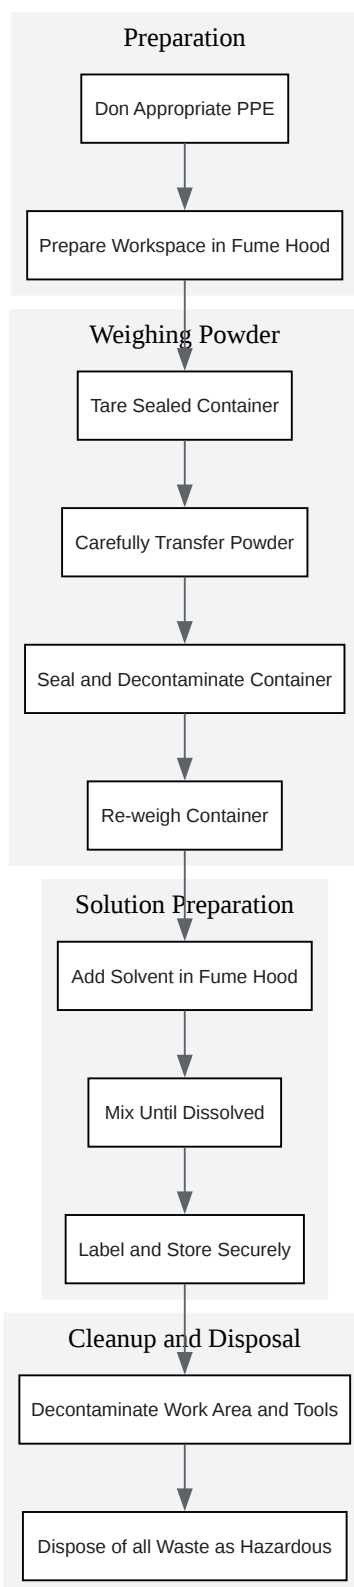 Preparation
Don Appropriate PPE
Prepare Workspace in Fume Hood
Weighing Powder
Tare Sealed Container
Carefully Transfer Powder
Seal and Decontaminate Container
Re-weigh Container
Solution Preparation
Add Solvent in Fume Hood
Mix Until Dissolved
Label and Store Securely
Cleanup and Disposal
Decontaminate Work Area and Tools
Dispose of all Waste as Hazardous